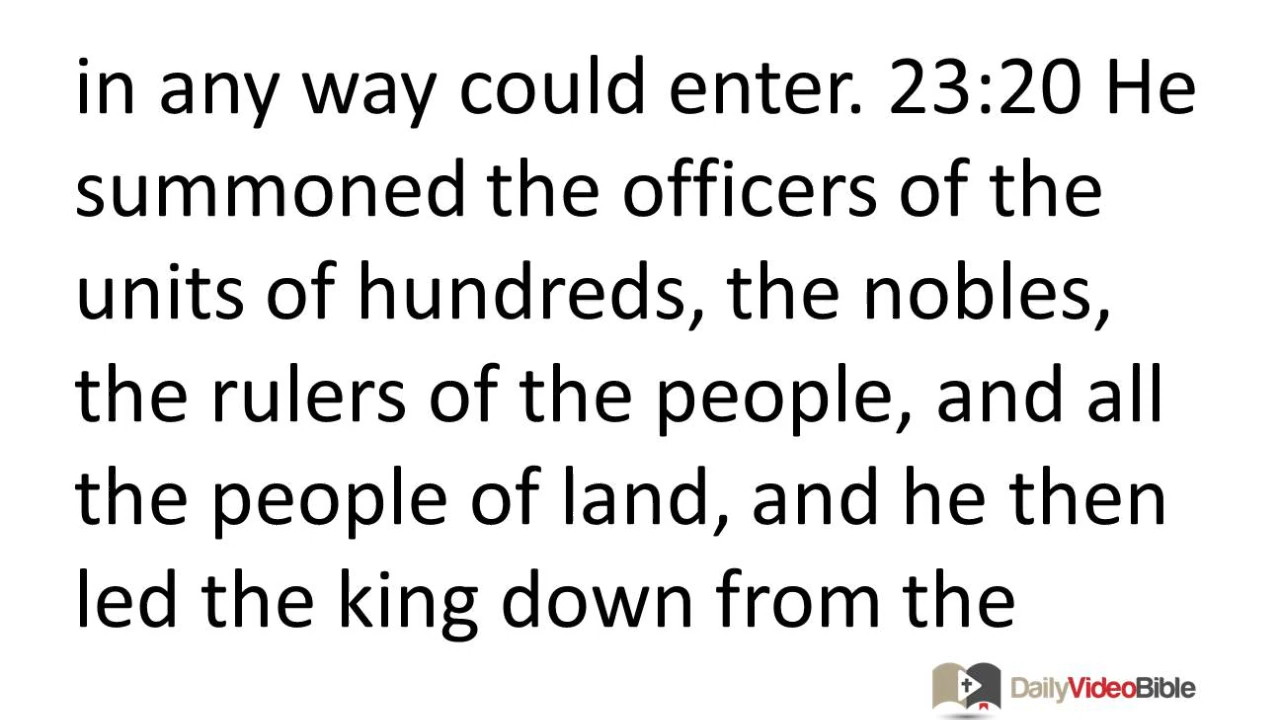 in any way could enter. 23:20 He
summoned the officers of the
units of hundreds, the nobles,
the rulers of the people, and all
the people of land, and he then
led the king down from the
DailyVideoBible